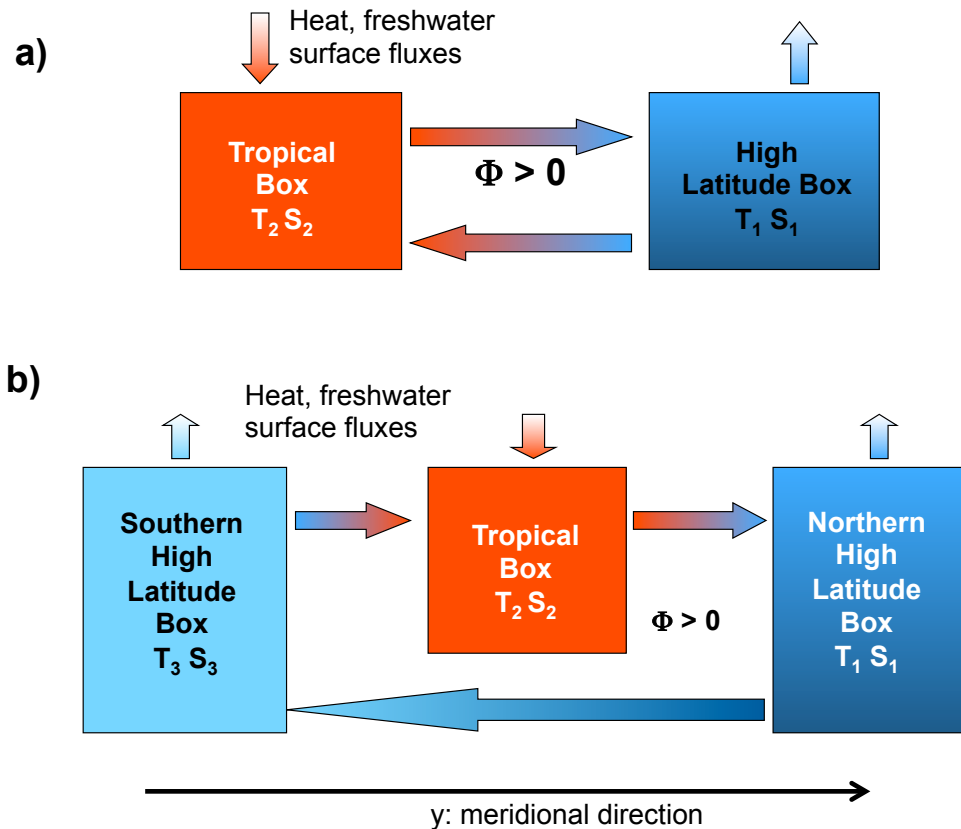 a)
Heat, freshwater
surface fluxes
Tropical
Box
T₂ S₂
Φ > 0
High
Latitude Box
T₁ S₁
b)
Heat, freshwater
surface fluxes
Southern
High
Latitude
Box
T₃ S₃
Tropical
Box
T₂ S₂
Φ > 0
Northern
High
Latitude
Box
T₁ S₁
y: meridional direction